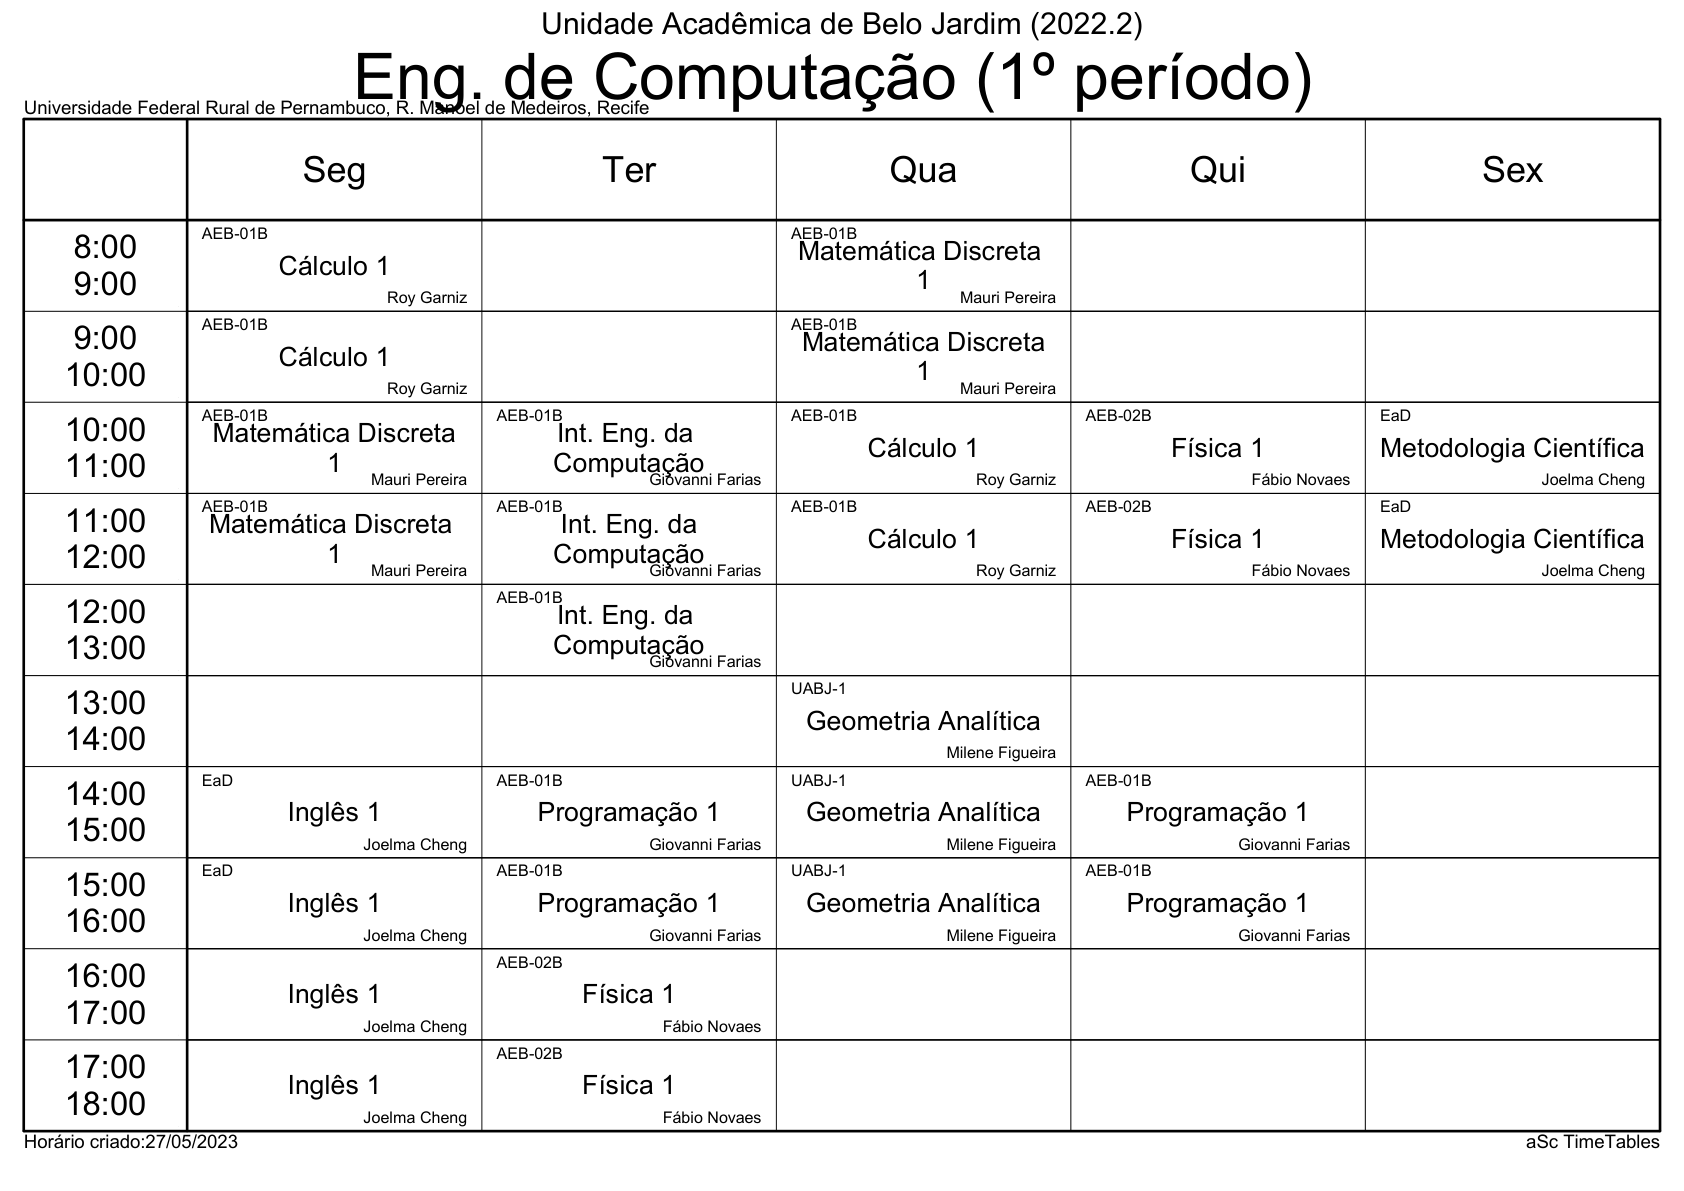 Unidade Acadêmica de Belo Jardim (2022.2)
Eng. de Computação (1º período)
Universidade Federal Rural de Pernambuco, R. Manoel de Medeiros, Recife
Seg
Ter
Qua
Qui
Sex
8:00
9:00
AEB-01B
Cálculo 1
Roy Garniz
AEB-01B
Matemática Discreta
1
Mauri Pereira
9:00
10:00
AEB-01B
Cálculo 1
Roy Garniz
AEB-01B
Matemática Discreta
1
Mauri Pereira
10:00
11:00
AEB-01B
Matemática Discreta
1
Mauri Pereira
AEB-01B
Int. Eng. da
Computação
Giovanni Farias
AEB-01B
Cálculo 1
Roy Garniz
AEB-02B
Física 1
Fábio Novaes
EaD
Metodologia Científica
Joelma Cheng
11:00
12:00
AEB-01B
Matemática Discreta
1
Mauri Pereira
AEB-01B
Int. Eng. da
Computação
Giovanni Farias
AEB-01B
Cálculo 1
Roy Garniz
AEB-02B
Física 1
Fábio Novaes
EaD
Metodologia Científica
Joelma Cheng
12:00
13:00
AEB-01B
Int. Eng. da
Computação
Giovanni Farias
13:00
14:00
UABJ-1
Geometria Analítica
Milene Figueira
14:00
15:00
EaD
Inglês 1
Joelma Cheng
AEB-01B
Programação 1
Giovanni Farias
UABJ-1
Geometria Analítica
Milene Figueira
AEB-01B
Programação 1
Giovanni Farias
15:00
16:00
EaD
Inglês 1
Joelma Cheng
AEB-01B
Programação 1
Giovanni Farias
UABJ-1
Geometria Analítica
Milene Figueira
AEB-01B
Programação 1
Giovanni Farias
16:00
17:00
Inglês 1
Joelma Cheng
AEB-02B
Física 1
Fábio Novaes
17:00
18:00
Inglês 1
Joelma Cheng
AEB-02B
Física 1
Fábio Novaes
Horário criado:27/05/2023
aSc TimeTables